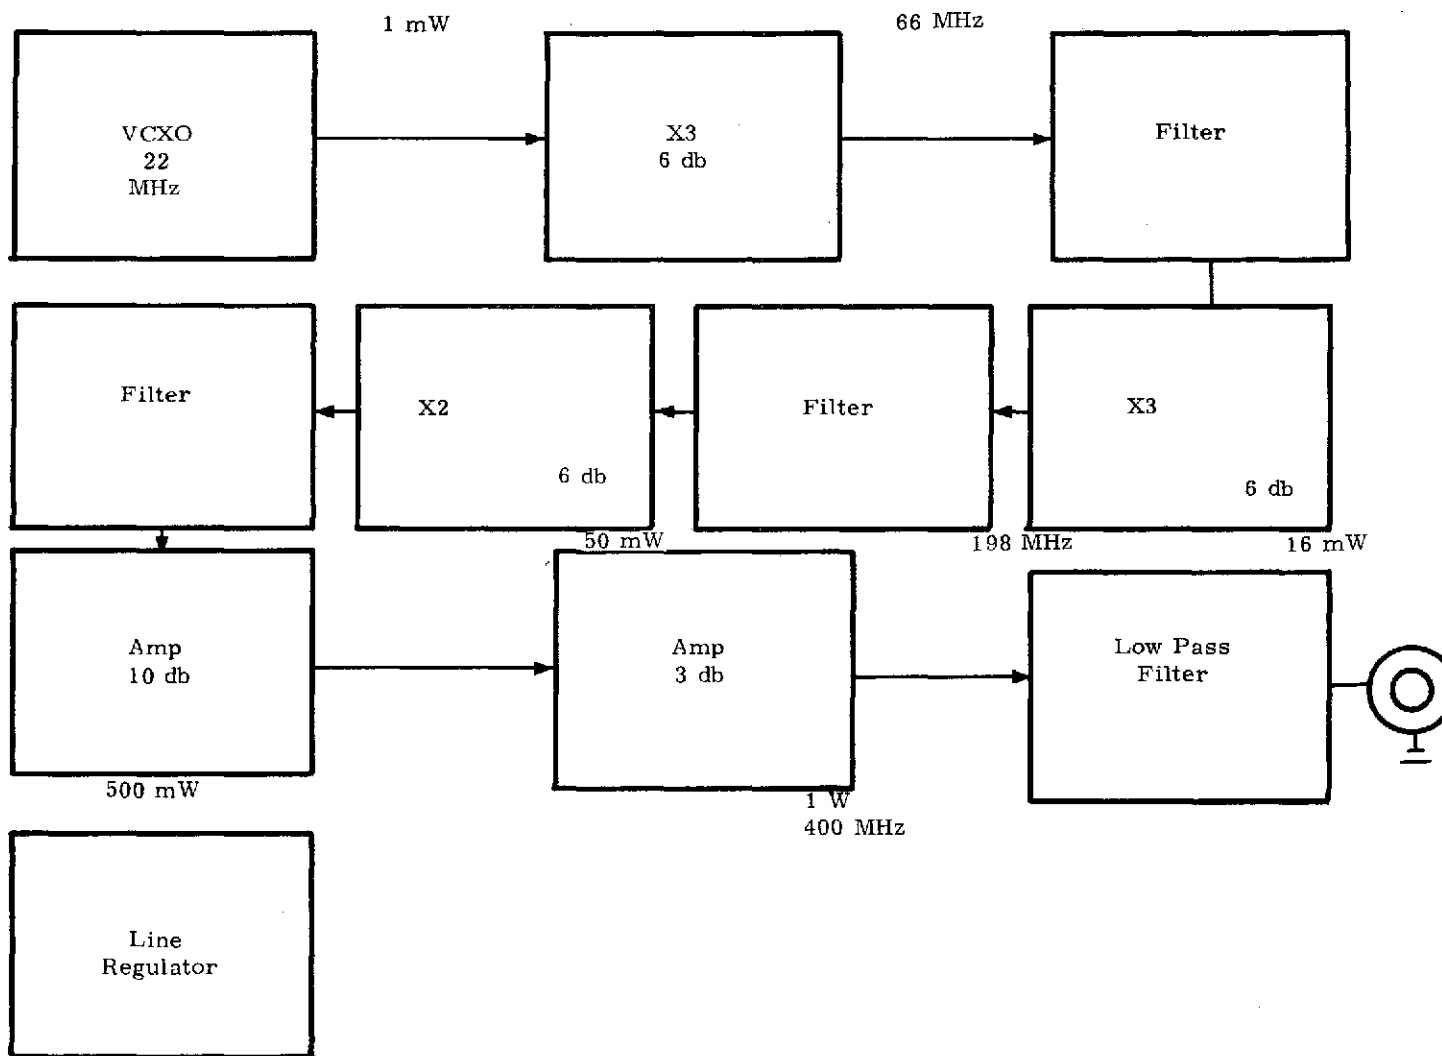 1 mW
66 MHz
VCXO
22
MHz
X3
6 db
Filter
Filter
X2
6 db
Filter
X3
6 db
50 mW
198 MHz
16 mW
Amp
10 db
Amp
3 db
Low Pass
Filter
500 mW
1 W
400 MHz
Line
Regulator